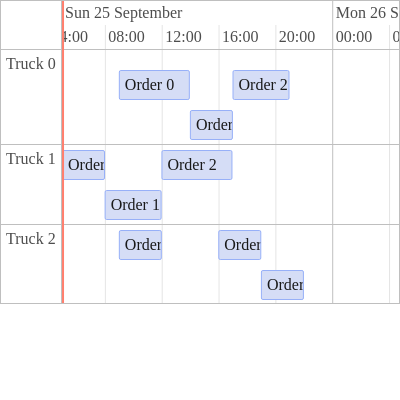 Sun 25 September
Mon 26 S
4:00 08:00 12:00 16:00 20:00 00:00
Truck 0
Order 0
Order 2
Order
Truck 1
Order
Order 2
Order 1
Truck 2
Order
Order
Order